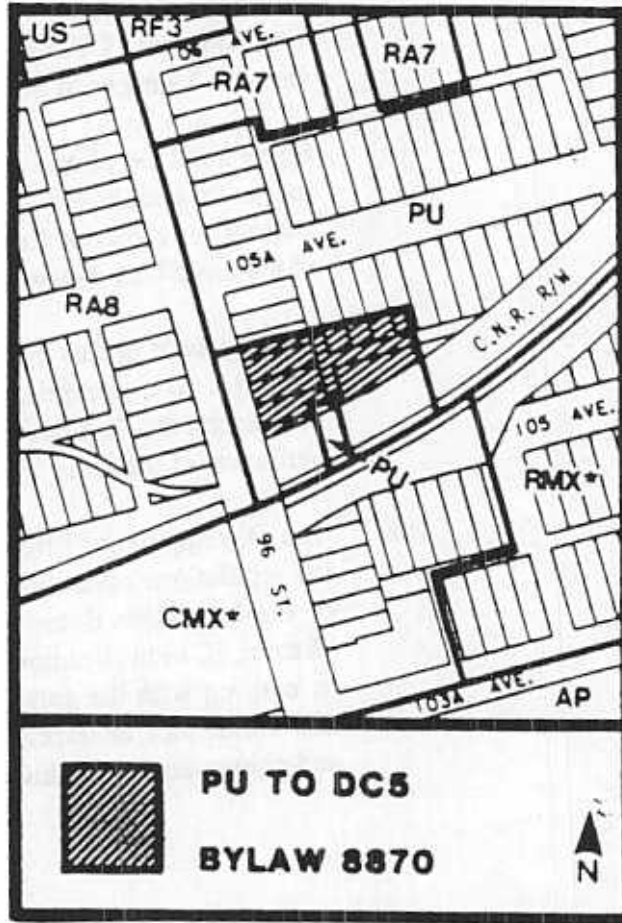 US
RF3
106 AVE.
RA7
RA7
PU
105A AVE.
RA8
C.N.R. R/W
105 AVE.
PU
RMX*
96 ST.
CMX*
103A AVE.
AP
PU TO DC5
BYLAW 8870
N